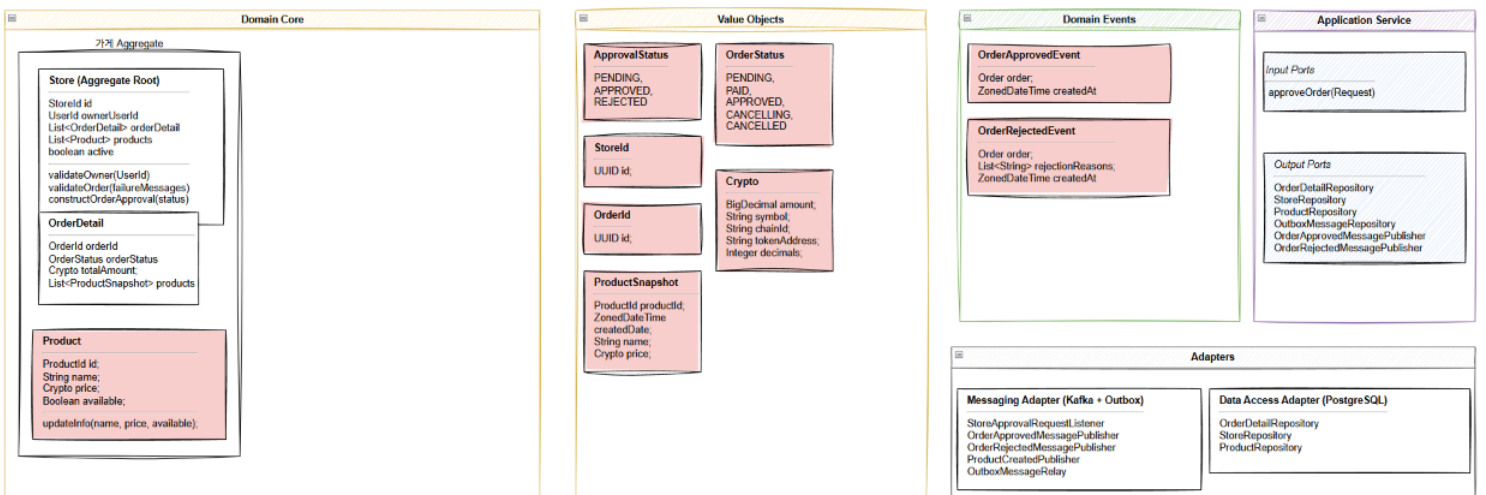 Domain Core
가게 Aggregate
Store (Aggregate Root)
StoreId id
UserId ownerUserId
List<OrderDetail> orderDetail
List<Product> products
boolean active
validateOwner(UserId)
validateOrder(failureMessages)
constructOrderApproval(status)
OrderDetail
OrderId orderId
OrderStatus orderStatus
Crypto totalAmount;
List<ProductSnapshot> products
Product
ProductId id;
String name;
Crypto price;
Boolean available;
updateInfo(name, price, available);
Value Objects
ApprovalStatus
PENDING,
APPROVED,
REJECTED
StoreId
UUID id;
OrderId
UUID id;
ProductSnapshot
ProductId productId;
ZonedDateTime
createdDate;
String name;
Crypto price;
OrderStatus
PENDING,
PAID,
APPROVED,
CANCELLING,
CANCELLED
Crypto
BigDecimal amount;
String symbol;
String chainId;
String tokenAddress;
Integer decimals;
Domain Events
OrderApprovedEvent
Order order;
ZonedDateTime createdAt
OrderRejectedEvent
Order order;
List<String> rejectionReasons;
ZonedDateTime createdAt
Application Service
Input Ports
approveOrder(Request)
Output Ports
OrderDetailRepository
StoreRepository
ProductRepository
OutboxMessageRepository
OrderApprovedMessagePublisher
OrderRejectedMessagePublisher
Adapters
Messaging Adapter (Kafka + Outbox)
StoreApprovalRequestListener
OrderApprovedMessagePublisher
OrderRejectedMessagePublisher
ProductCreatedPublisher
OutboxMessageRelay
Data Access Adapter (PostgreSQL)
OrderDetailRepository
StoreRepository
ProductRepository